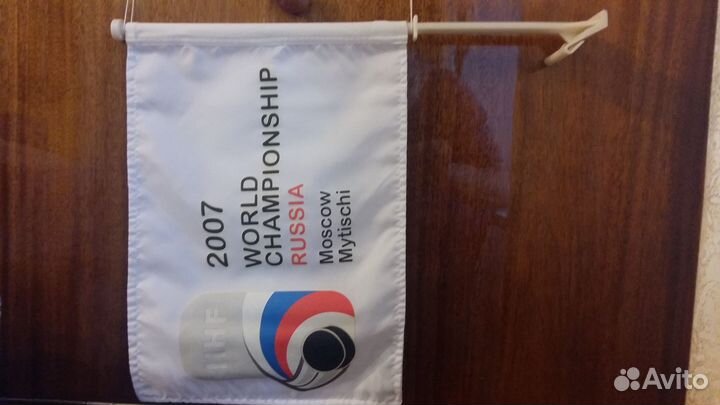 2007
WORLD
CHAMPIONSHIP
RUSSIA
Moscow
Mytischi
IIHF
Avito